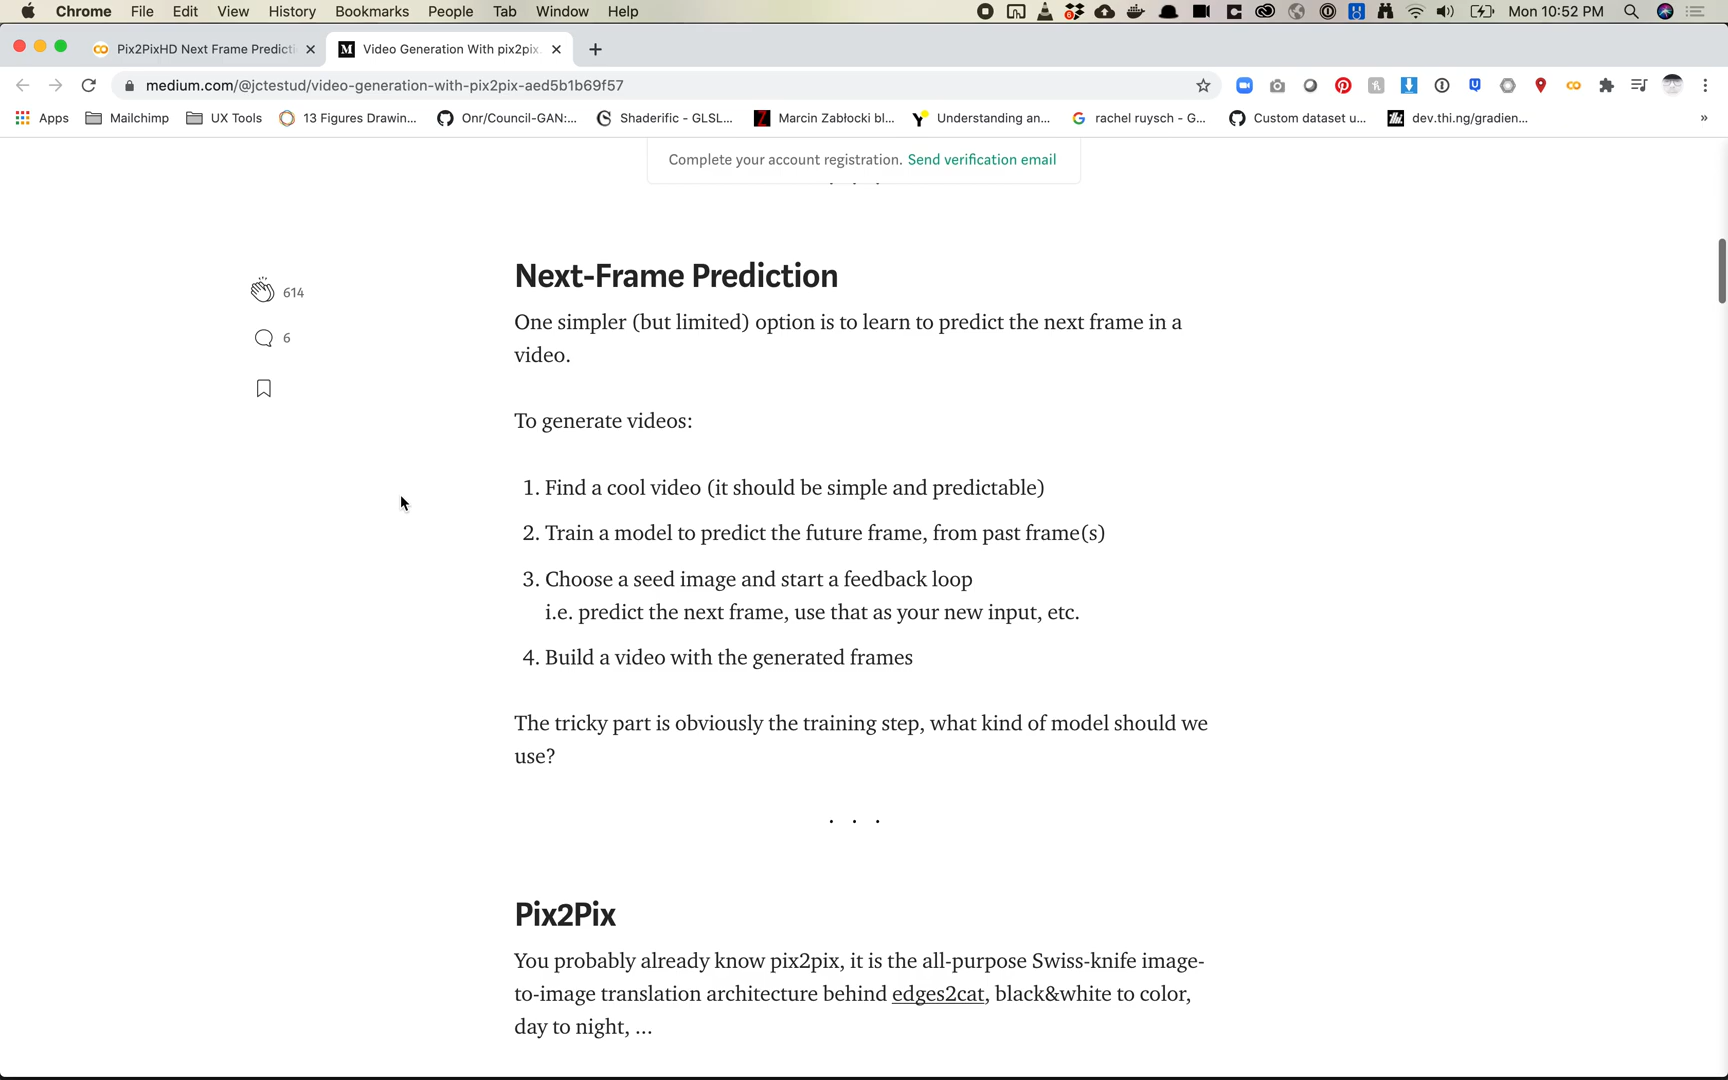 Chrome File Edit View History Bookmarks People Tab Window Help Mon 10:52 PM
Pix2PixHD Next Frame Predicti Video Generation With pix2pix
medium.com/@jctestud/video-generation-with-pix2pix-aed5b1b69f57
Apps Mailchimp UX Tools 13 Figures Drawin... Onr/Council-GAN:... Shaderific - GLSL... Marcin Zabłocki bl... Understanding an... rachel ruysch - G... Custom dataset u... dev.thi.ng/gradien... »
Complete your account registration. Send verification email
Next-Frame Prediction
614
One simpler (but limited) option is to learn to predict the next frame in a
6
video.
To generate videos:
1. Find a cool video (it should be simple and predictable)
2. Train a model to predict the future frame, from past frame(s)
3. Choose a seed image and start a feedback loop
i.e. predict the next frame, use that as your new input, etc.
4. Build a video with the generated frames
The tricky part is obviously the training step, what kind of model should we
use?
. . .
Pix2Pix
You probably already know pix2pix, it is the all-purpose Swiss-knife image-
to-image translation architecture behind edges2cat, black&white to color,
day to night, ...